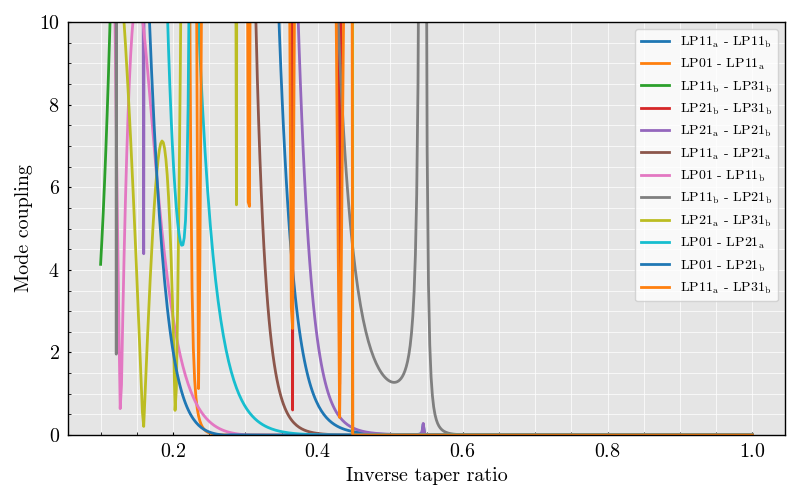 10
8
6
4
2
0
Mode coupling
0.2
0.4
0.6
0.8
1.0
Inverse taper ratio
LP11a - LP11b
LP01 - LP11a
LP11b - LP31b
LP21b - LP31b
LP21a - LP21b
LP11a - LP21a
LP01 - LP11b
LP11b - LP21b
LP21a - LP31b
LP01 - LP21a
LP01 - LP21b
LP11a - LP31b